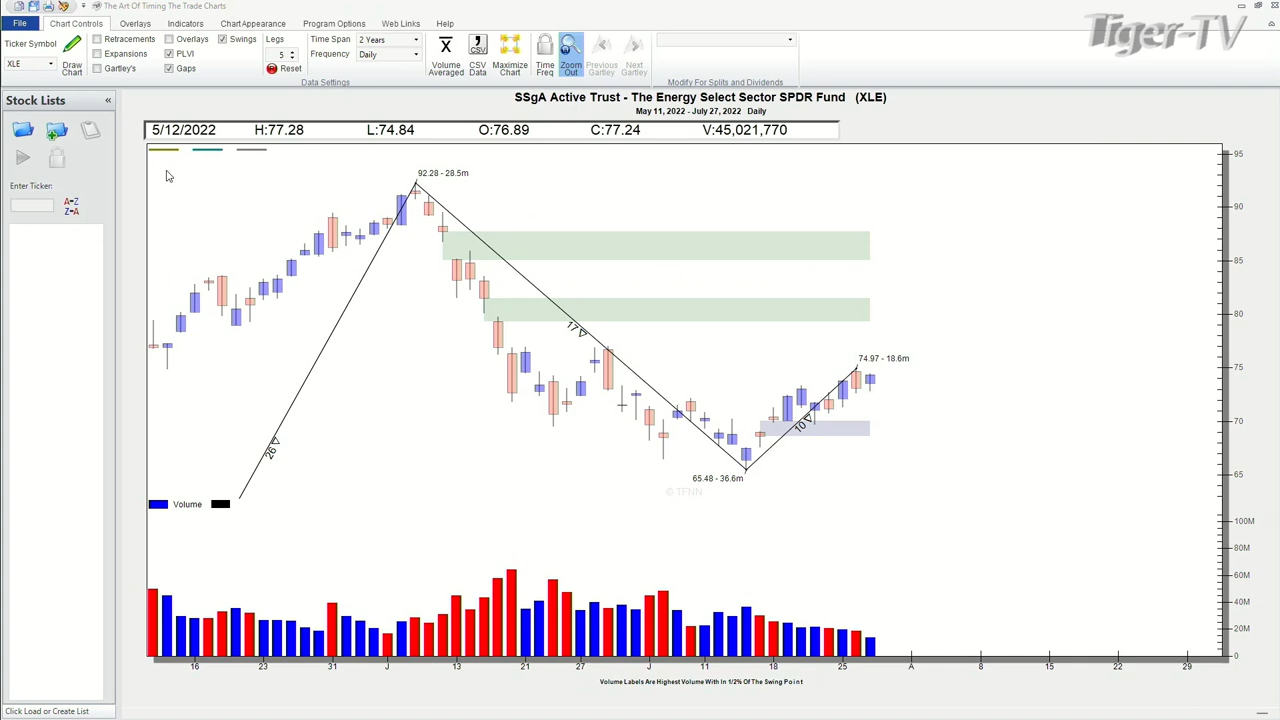 The Art Of Timing The Trade Charts
File Chart Controls Overlays Indicators Chart Appearance Program Options Web Links Help
Tiger-TV
Ticker Symbol
XLE
Draw Chart
Retracements Overlays Swings
Expansions PLVI
Gartley's Gaps
Legs
5
Reset
Time Span 2 Years
Frequency Daily
Data Settings
Volume Averaged
CSV Data
Maximize Chart
Time Freq
Zoom Out
Previous Gartley
Next Gartley
Modify For Splits and Dividends
Stock Lists «
Enter Ticker:
A=Z
Z=A
Click Load or Create List
SSgA Active Trust - The Energy Select Sector SPDR Fund (XLE)
May 11, 2022 - July 27, 2022 Daily
5/12/2022 H:77.28 L:74.84 O:76.89 C:77.24 V:45,021,770
92.28 - 28.5m
17
74.97 - 18.6m
10
26
65.48 - 36.6m
© TFNN
Volume
95
90
85
80
75
70
65
100M
80M
60M
40M
20M
0
16 23 31 J 13 21 27 J 11 18 25 A 8 15 22 29
Volume Labels Are Highest Volume With In 1/2% Of The Swing Point